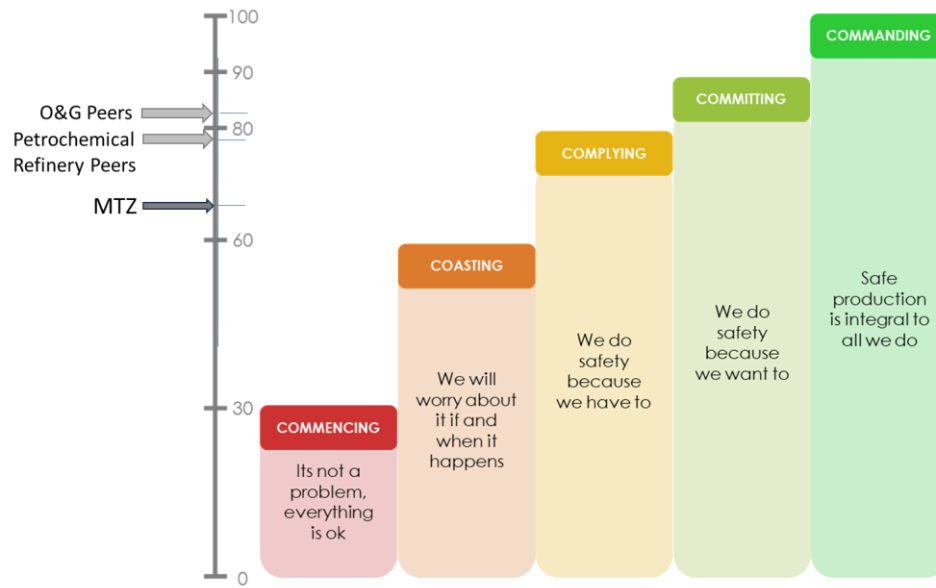 100
90
80
60
30
0
O&G Peers
Petrochemical
Refinery Peers
MTZ
COMMENCING
Its not a
problem,
everything
is ok
COASTING
We will
worry about
it if and
when it
happens
COMPLYING
We do
safety
because
we have to
COMMITTING
We do
safety
because
we want to
COMMANDING
Safe
production
is integral to
all we do